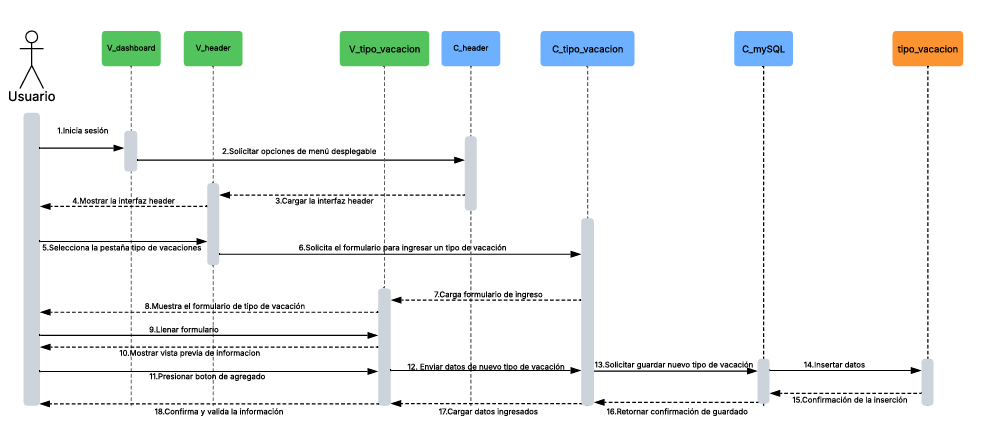 V_dashboard
V_header
V_tipo_vacacion
C_header
C_tipo_vacacion
C_mySQL
tipo_vacacion
Usuario
1.Inicia sesión
2.Solicitar opciones de menú desplegable
3.Cargar la interfaz header
4.Mostrar la interfaz header
5.Selecciona la pestaña tipo de vacaciones
6.Solicita el formulario para ingresar un tipo de vacación
7.Carga formulario de ingreso
8.Muestra el formulario de tipo de vacación
9.Llenar formulario
10.Mostrar vista previa de informacion
11.Presionar boton de agregado
12. Enviar datos de nuevo tipo de vacación
13.Solicitar guardar nuevo tipo de vacación
14.Insertar datos
15.Confirmación de la inserción
16.Retornar confirmación de guardado
17.Cargar datos ingresados
18.Confirma y valida la información